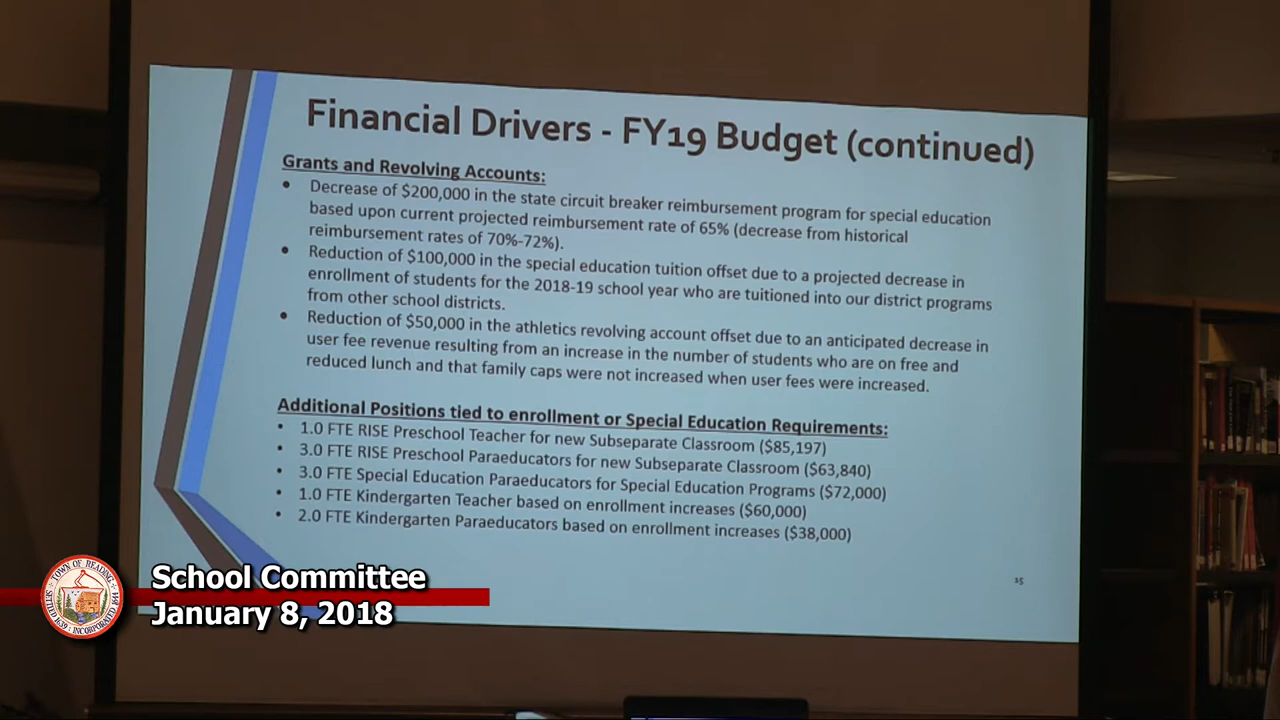 Financial Drivers - FY19 Budget (continued)
Grants and Revolving Accounts:
• Decrease of $200,000 in the state circuit breaker reimbursement program for special education
based upon current projected reimbursement rate of 65% (decrease from historical
reimbursement rates of 70%-72%).
• Reduction of $100,000 in the special education tuition offset due to a projected decrease in
enrollment of students for the 2018-19 school year who are tuitioned into our district programs
from other school districts.
• Reduction of $50,000 in the athletics revolving account offset due to an anticipated decrease in
user fee revenue resulting from an increase in the number of students who are on free and
reduced lunch and that family caps were not increased when user fees were increased.
Additional Positions tied to enrollment or Special Education Requirements:
• 1.0 FTE RISE Preschool Teacher for new Subseparate Classroom ($85,197)
• 3.0 FTE RISE Preschool Paraeducators for new Subseparate Classroom ($63,840)
• 3.0 FTE Special Education Paraeducators for Special Education Programs ($72,000)
• 1.0 FTE Kindergarten Teacher based on enrollment increases ($60,000)
• 2.0 FTE Kindergarten Paraeducators based on enrollment increases ($38,000)
15
TOWN OF READING
SETTLED 1639 · INCORPORATED 1644
School Committee
January 8, 2018